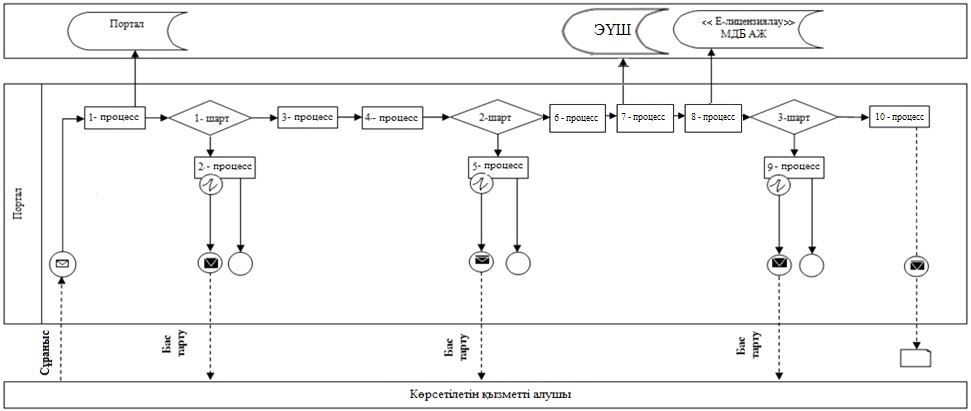 Портал
ЭҮШ
<< Е-лицензиялау>>
МДБ АЖ
Портал
1- процесс
1- шарт
3- процесс
4- процесс
2-шарт
6 - процесс
7 - процесс
8 - процесс
3-шарт
10 - процесс
2 - процесс
5- процесс
9 - процесс
Сұраныс
Бас
тарту
Бас
тарту
Бас
тарту
Көрсетілетін қызметті алушы